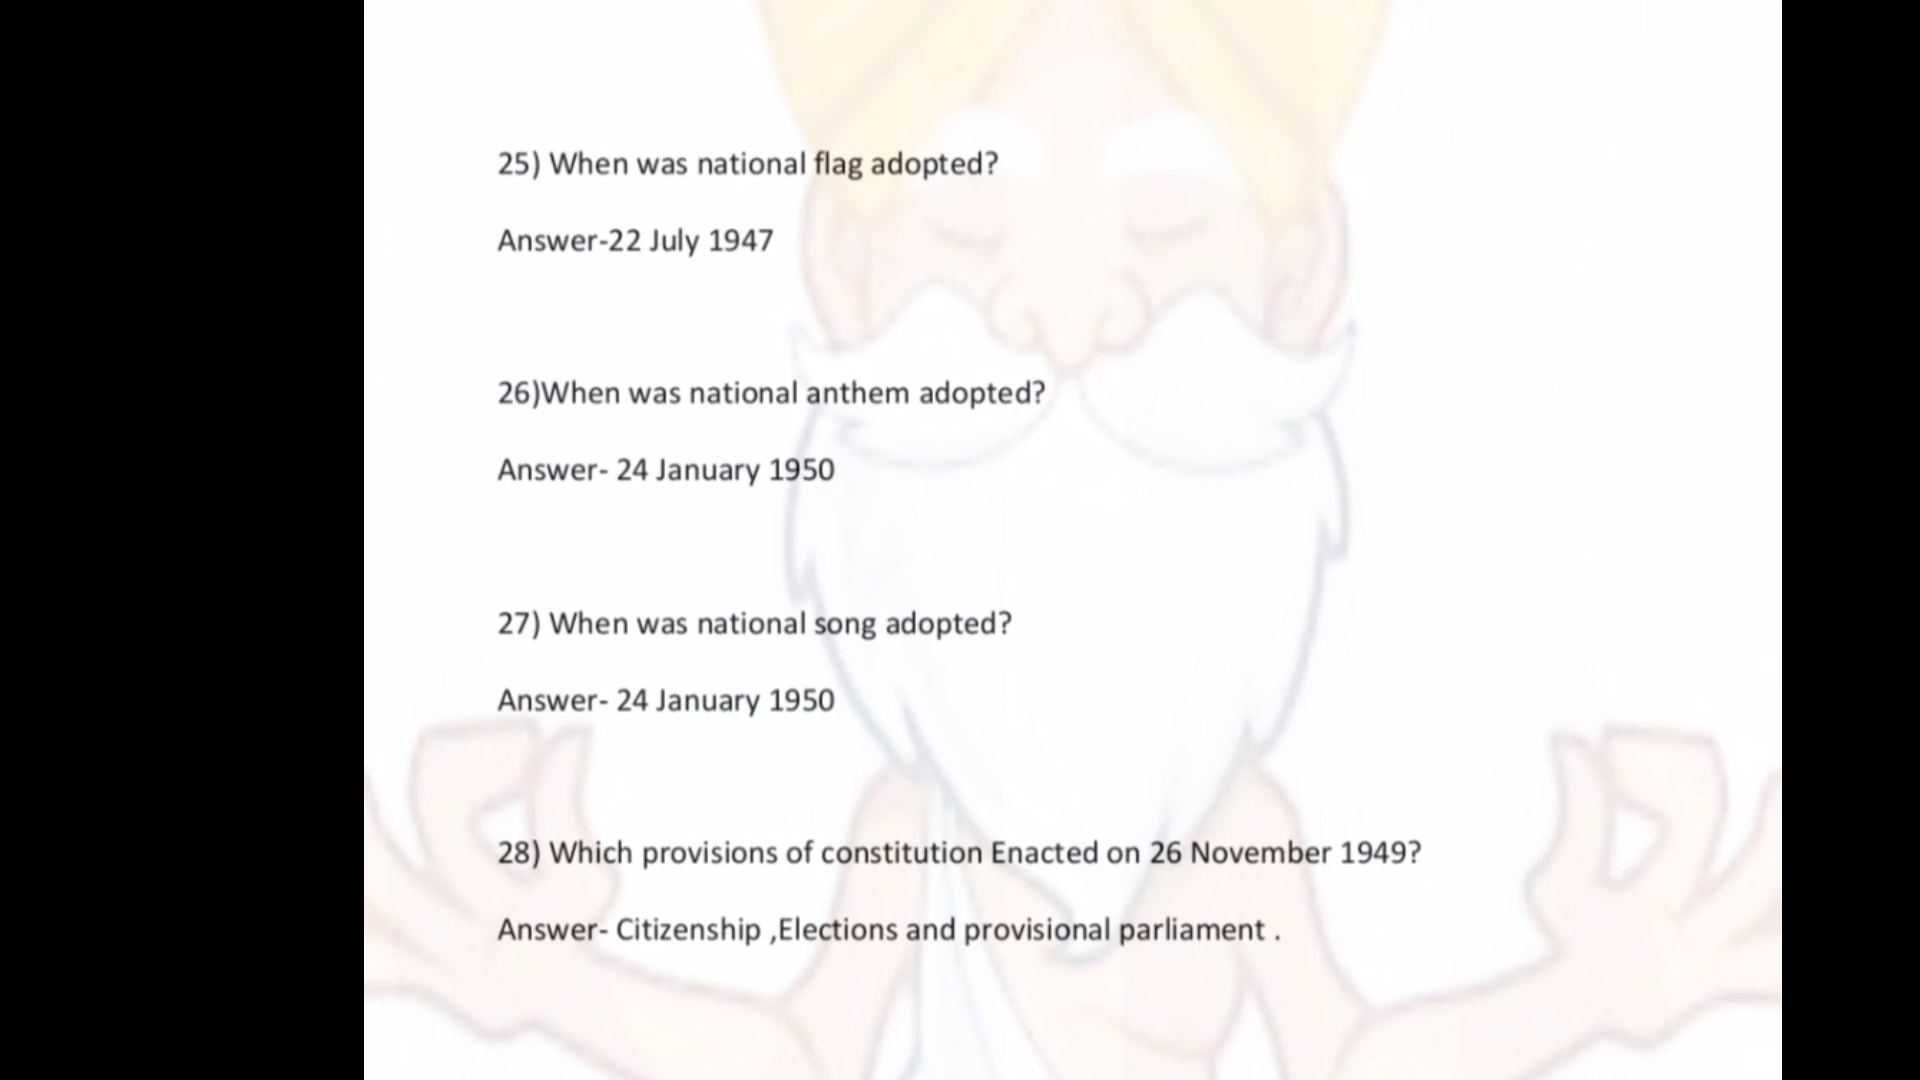 25) When was national flag adopted?
Answer-22 July 1947
26)When was national anthem adopted?
Answer- 24 January 1950
27) When was national song adopted?
Answer- 24 January 1950
28) Which provisions of constitution Enacted on 26 November 1949?
Answer- Citizenship ,Elections and provisional parliament .